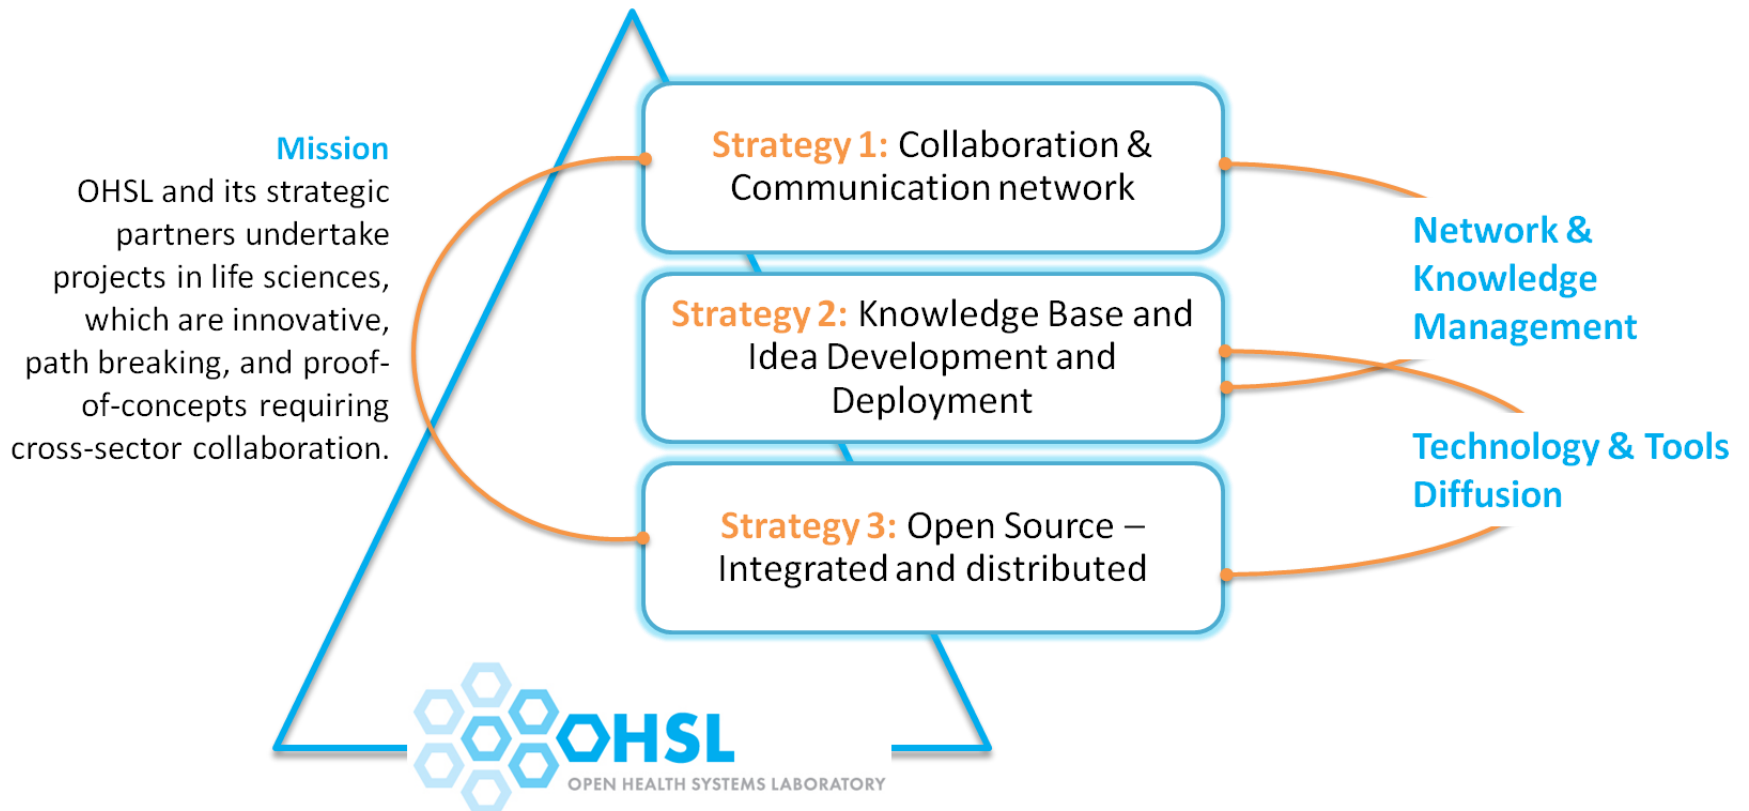 Mission
OHSL and its strategic
partners undertake
projects in life sciences,
which are innovative,
path breaking, and proof-
of-concepts requiring
cross-sector collaboration.
Strategy 1: Collaboration &
Communication network
Strategy 2: Knowledge Base and
Idea Development and
Deployment
Strategy 3: Open Source –
Integrated and distributed
Network &
Knowledge
Management
Technology & Tools
Diffusion
OHSL
OPEN HEALTH SYSTEMS LABORATORY